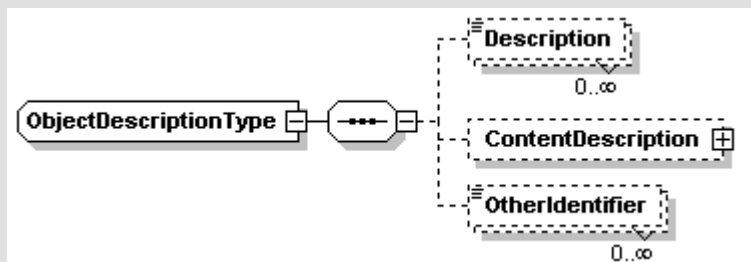 Description
0..∞
ObjectDescriptionType
ContentDescription
OtherIdentifier
0..∞